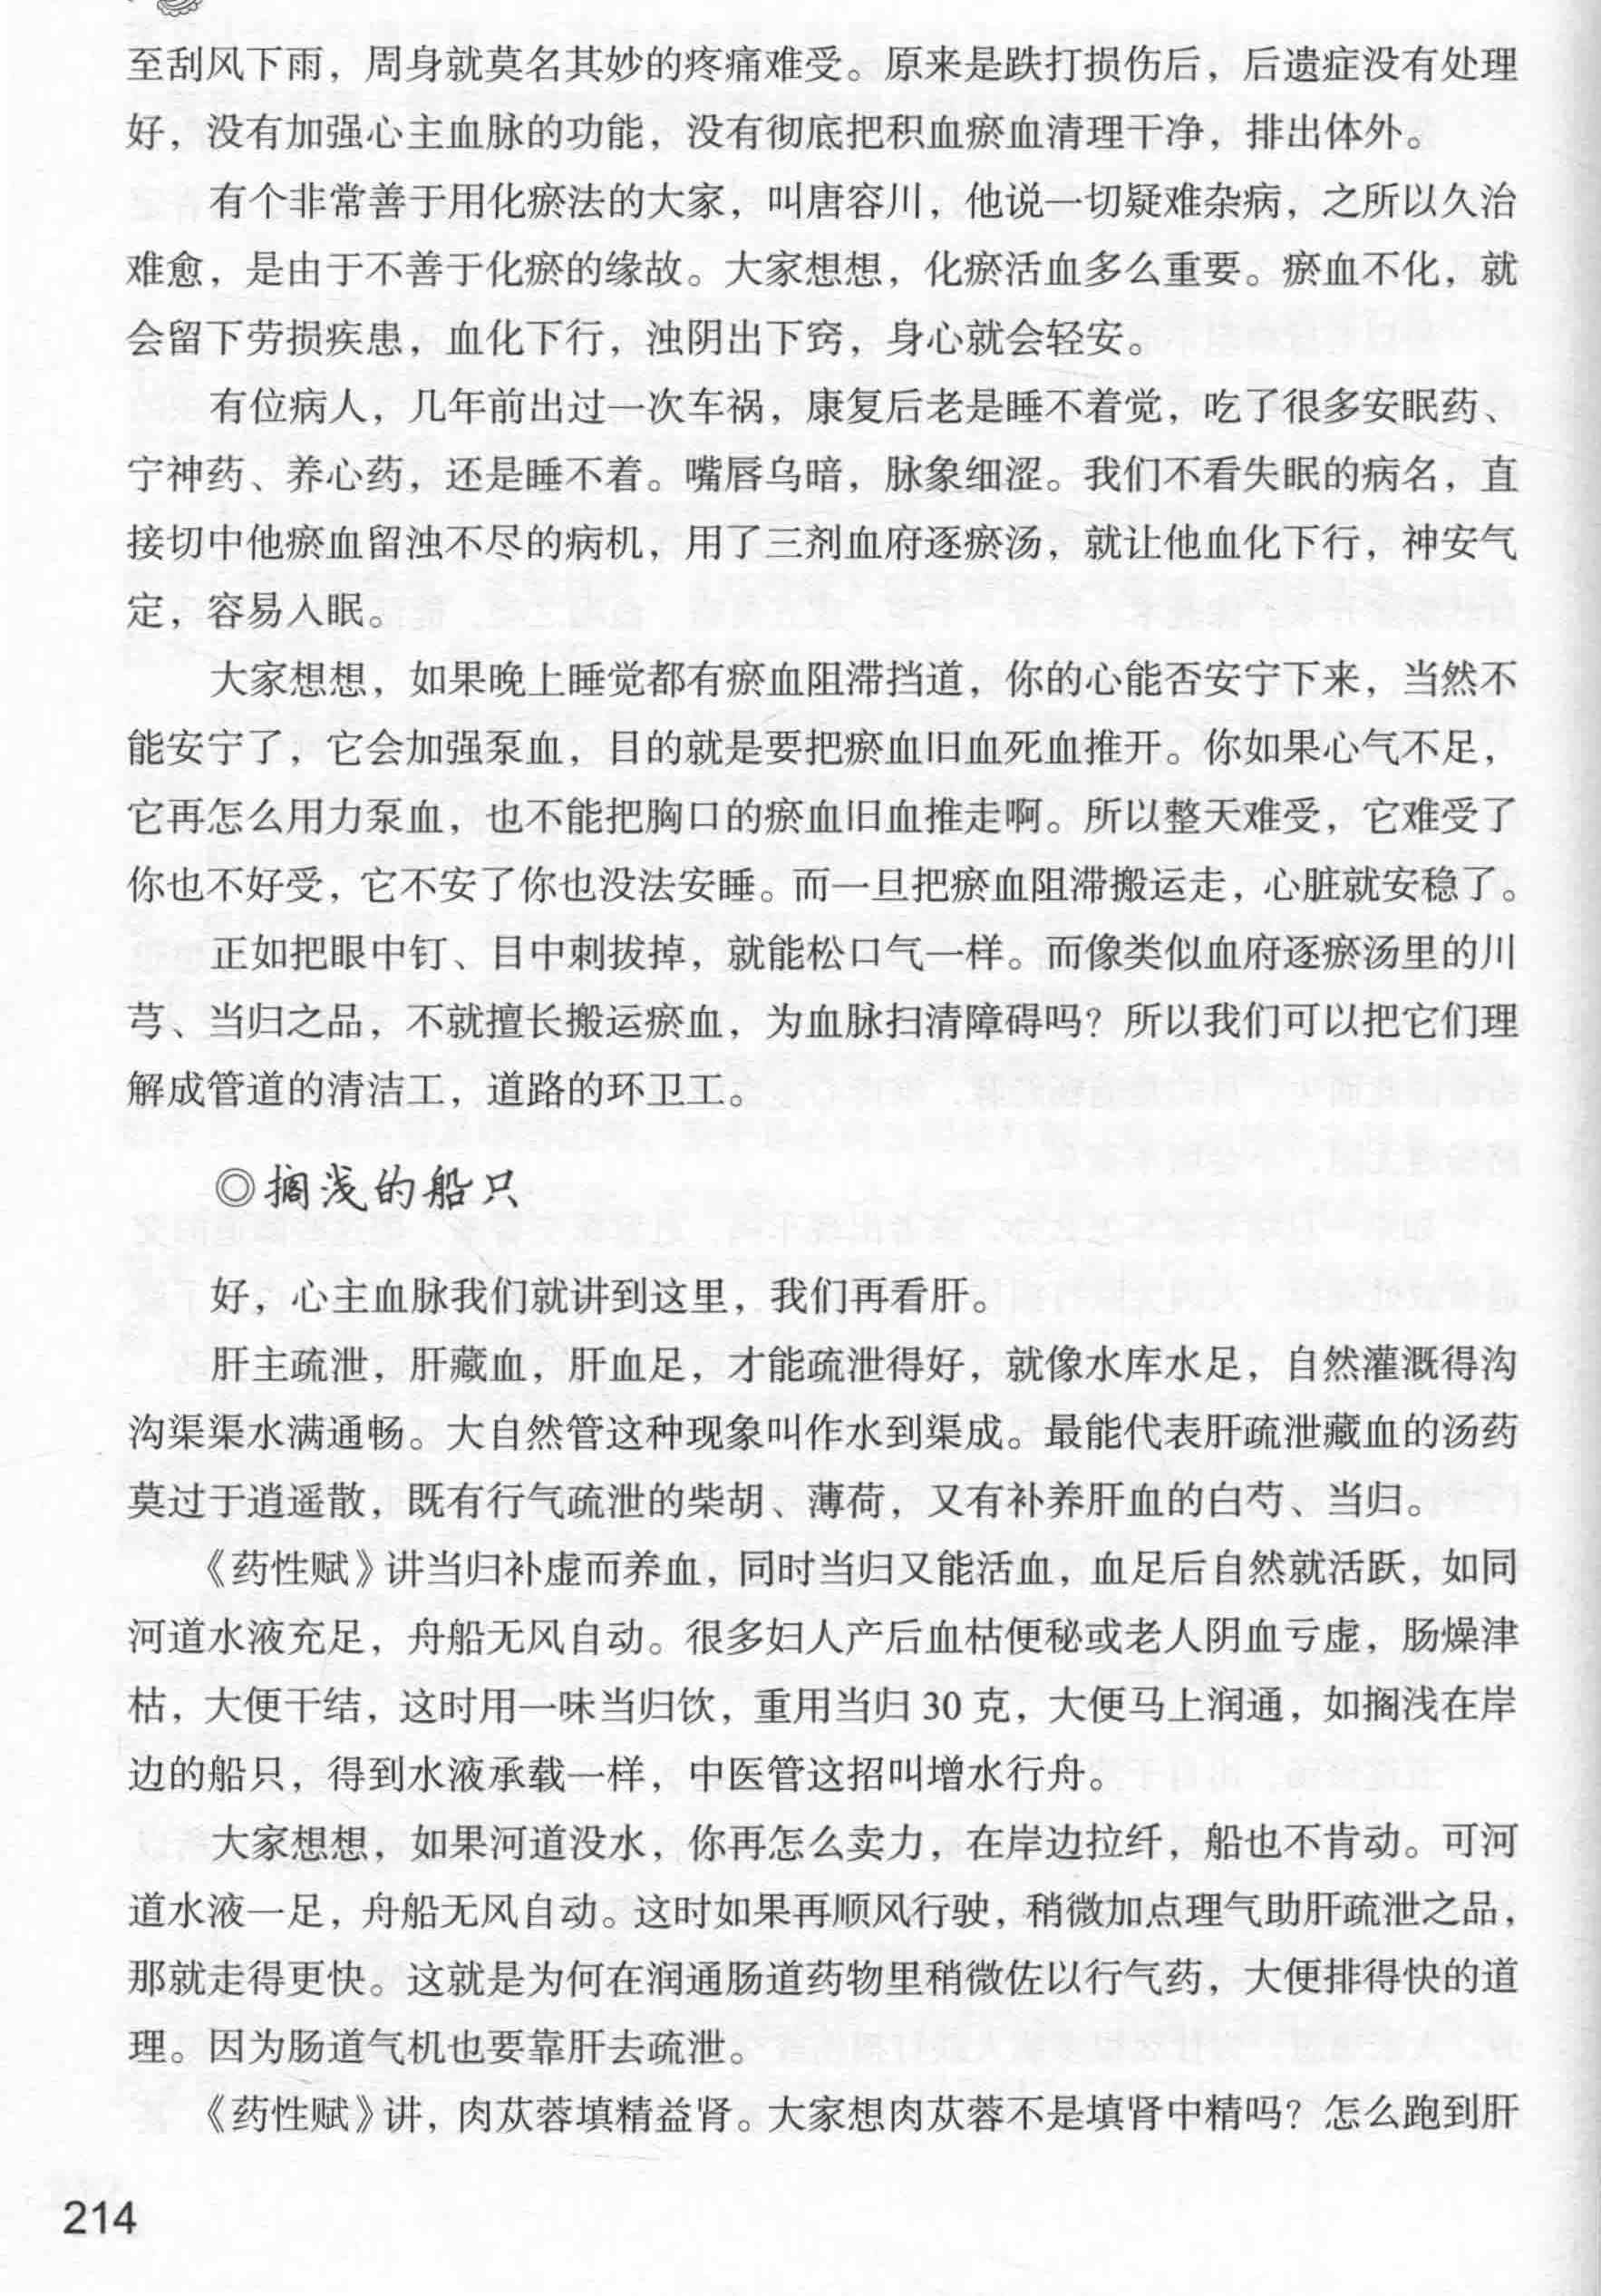 至刮风下雨，周身就莫名其妙的疼痛难受。原来是跌打损伤后，后遗症没有处理
好，没有加强心主血脉的功能，没有彻底把积血瘀血清理干净，排出体外。
有个非常善于用化瘀法的大家，叫唐容川，他说一切疑难杂病，之所以久治
难愈，是由于不善于化瘀的缘故。大家想想，化瘀活血多么重要。瘀血不化，就
会留下劳损疾患，血化下行，浊阴出下窍，身心就会轻安。
有位病人，几年前出过一次车祸，康复后老是睡不着觉，吃了很多安眠药、
宁神药、养心药，还是睡不着。嘴唇乌暗，脉象细涩。我们不看失眠的病名，直
接切中他瘀血留浊不尽的病机，用了三剂血府逐瘀汤，就让他血化下行，神安气
定，容易入眠。
大家想想，如果晚上睡觉都有瘀血阻滞挡道，你的心能否安宁下来，当然不
能安宁了，它会加强泵血，目的就是要把瘀血旧血死血推开。你如果心气不足，
它再怎么用力泵血，也不能把胸口的瘀血旧血推走啊。所以整天难受，它难受了
你也不好受，它不安了你也没法安睡。而一旦把瘀血阻滞搬运走，心脏就安稳了。
正如把眼中钉、目中刺拔掉，就能松口气一样。而像类似血府逐瘀汤里的川
芎、当归之品，不就擅长搬运瘀血，为血脉扫清障碍吗？所以我们可以把它们理
解成管道的清洁工，道路的环卫工。
◎搁浅的船只
好，心主血脉我们就讲到这里，我们再看肝。
肝主疏泄，肝藏血，肝血足，才能疏泄得好，就像水库水足，自然灌溉得沟
沟渠渠水满通畅。大自然管这种现象叫作水到渠成。最能代表肝疏泄藏血的汤药
莫过于逍遥散，既有行气疏泄的柴胡、薄荷，又有补养肝血的白芍、当归。
《药性赋》讲当归补虚而养血，同时当归又能活血，血足后自然就活跃，如同
河道水液充足，舟船无风自动。很多妇人产后血枯便秘或老人阴血亏虚，肠燥津
枯，大便干结，这时用一味当归饮，重用当归 30 克，大便马上润通，如搁浅在岸
边的船只，得到水液承载一样，中医管这招叫增水行舟。
大家想想，如果河道没水，你再怎么卖力，在岸边拉纤，船也不肯动。可河
道水液一足，舟船无风自动。这时如果再顺风行驶，稍微加点理气助肝疏泄之品，
那就走得更快。这就是为何在润通肠道药物里稍微佐以行气药，大便排得快的道
理。因为肠道气机也要靠肝去疏泄。
《药性赋》讲，肉苁蓉填精益肾。大家想肉苁蓉不是填肾中精吗？怎么跑到肝
214